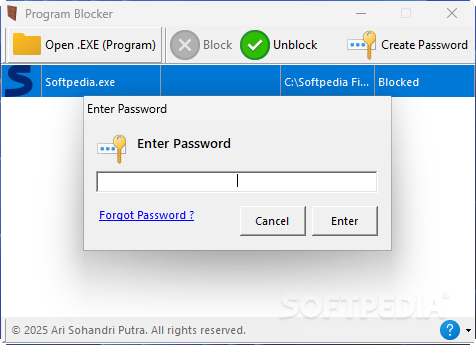 Program Blocker
Open .EXE (Program)
Block
Unblock
Create Password
Softpedia.exe
C:\Softpedia Fi...
Blocked
Enter Password
Enter Password
Forgot Password ?
Cancel
Enter
SOFTPEDIA®
© 2025 Ari Sohandri Putra. All rights reserved.
?